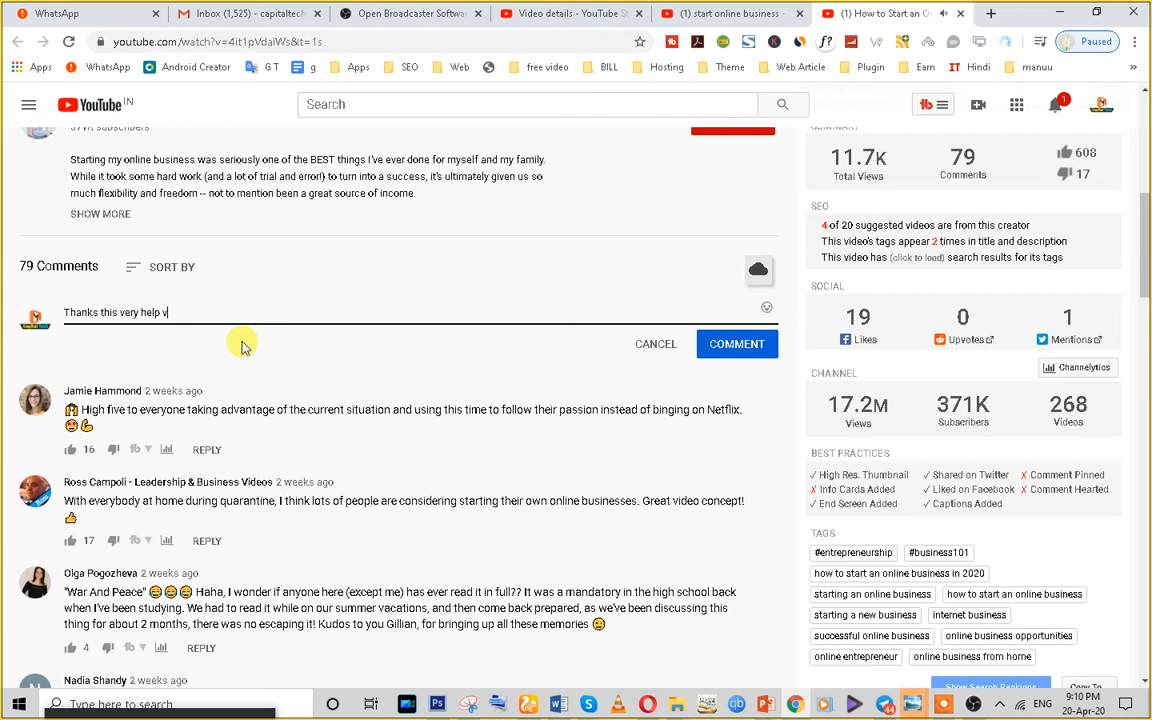 WhatsApp
Inbox (1,525) - capitaltech
Open Broadcaster Softwa
Video details - YouTube St
(1) start online business -
(1) How to Start an O
youtube.com/watch?v=4it1pVdaiWs&t=1s
Paused
Apps
WhatsApp
Android Creator
G T
g
Apps
SEO
Web
free video
BILL
Hosting
Theme
Web Article
Plugin
Earn
IT Hindi
manuu
YouTube IN
Search
1
371K subscribers
Starting my online business was seriously one of the BEST things I've ever done for myself and my family.
While it took some hard work (and a lot of trial and error!) to turn into a success, it's ultimately given us so
much flexibility and freedom -- not to mention been a great source of income.
SHOW MORE
79 Comments
SORT BY
Thanks this very help v
CANCEL
COMMENT
Jamie Hammond 2 weeks ago
🙌 High five to everyone taking advantage of the current situation and using this time to follow their passion instead of binging on Netflix.
😍💪
16
REPLY
Ross Campoli - Leadership & Business Videos 2 weeks ago
With everybody at home during quarantine, I think lots of people are considering starting their own online businesses. Great video concept!
👍
17
REPLY
Olga Pogozheva 2 weeks ago
"War And Peace" 😂😂😂 Haha, I wonder if anyone here (except me) has ever read it in full?? It was a mandatory in the high school back
when I've been studying. We had to read it while on our summer vacations, and then come back prepared, as we've been discussing this
thing for about 2 months, there was no escaping it! Kudos to you Gillian, for bringing up all these memories 😉
4
REPLY
Nadia Shandy 2 weeks ago
SUMMARY
11.7K
Total Views
79
Comments
608
17
SEO
4 of 20 suggested videos are from this creator
This video's tags appear 2 times in title and description
This video has (click to load) search results for its tags
SOCIAL
19
Likes
0
Upvotes
1
Mentions
CHANNEL
Channelytics
17.2M
Views
371K
Subscribers
268
Videos
BEST PRACTICES
✓ High Res. Thumbnail
✓ Shared on Twitter
✗ Comment Pinned
✗ Info Cards Added
✓ Liked on Facebook
✗ Comment Hearted
✓ End Screen Added
✓ Captions Added
TAGS
#entrepreneurship
#business101
how to start an online business in 2020
starting an online business
how to start an online business
starting a new business
internet business
successful online business
online business opportunities
online entrepreneur
online business from home
Show Search Rankings
Copy To
Type here to search
44
ENG
9:10 PM
20-Apr-20